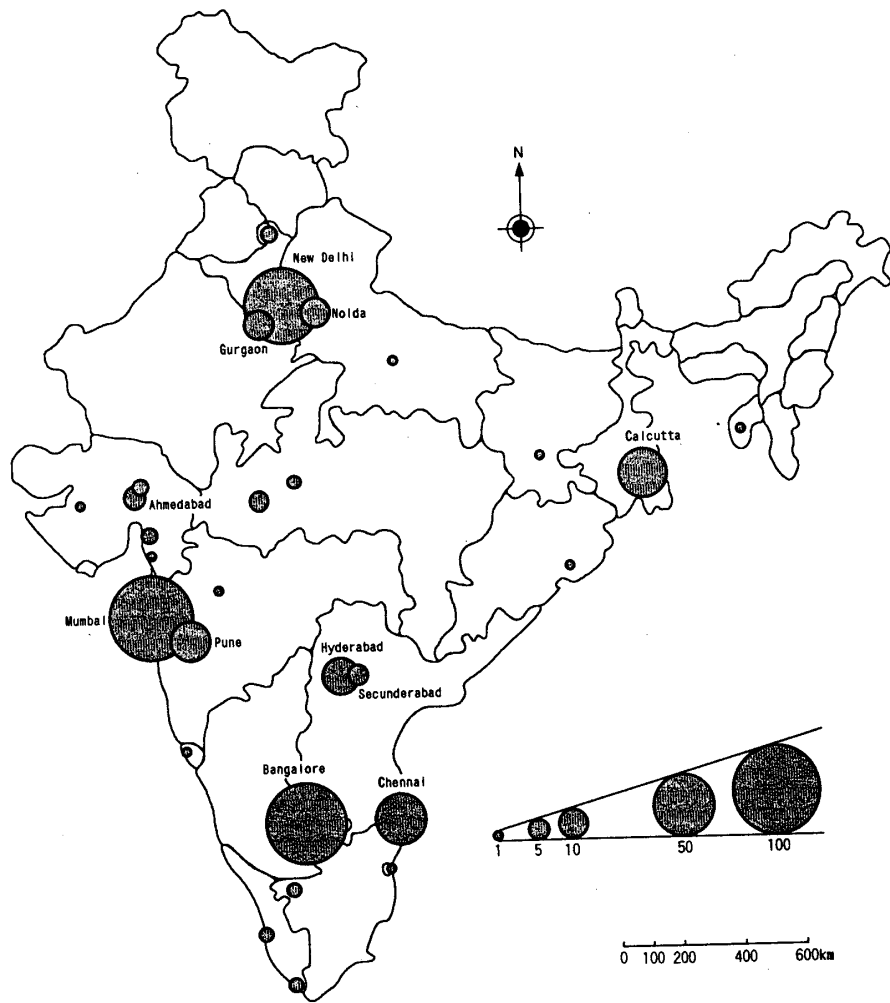 N
New Delhi
Noida
Gurgaon
Calcutta
Ahmedabad
Mumbai
Pune
Hyderabad
Secunderabad
Bangalore
Chennai
1 5 10 50 100
0 100 200 400 600km